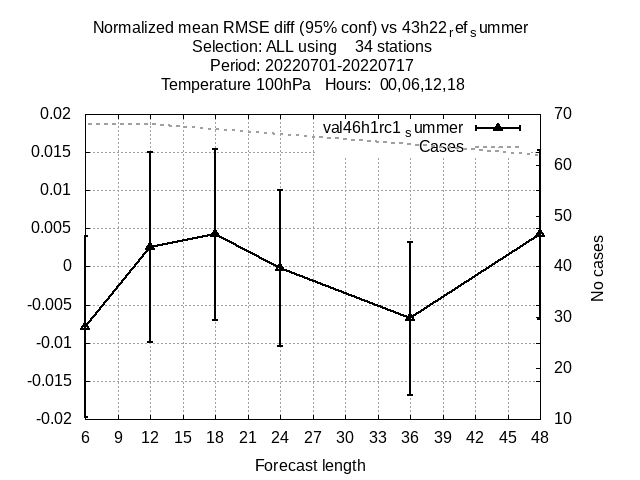 Normalized mean RMSE diff (95% conf) vs 43h22refsummer
Selection: ALL using 34 stations
Period: 20220701-20220717
Temperature 100hPa Hours: 00,06,12,18
0.02 70
val46h1rc1summer
Cases
0.015 60
0.01
0.005 50
0 40
No cases
-0.005 30
-0.01
-0.015 20
-0.02 10
6 9 12 15 18 21 24 27 30 33 36 39 42 45 48
Forecast length